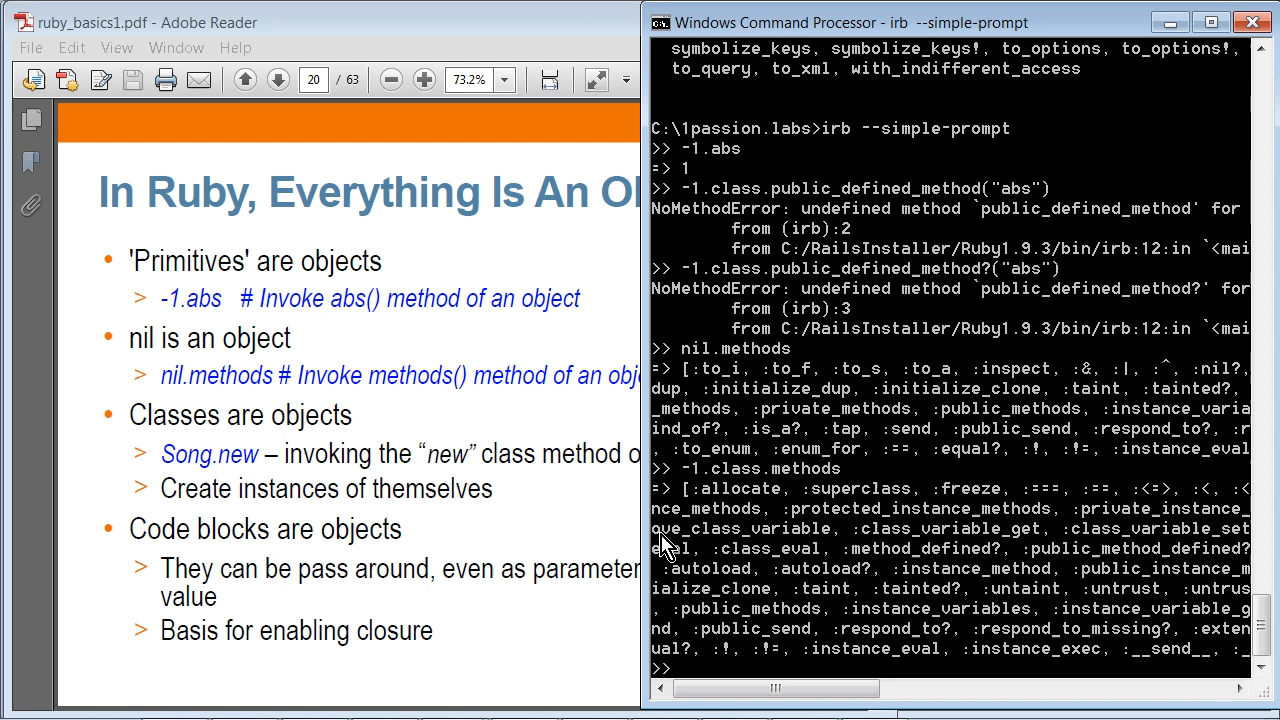 ruby_basics1.pdf - Adobe Reader
File Edit View Window Help
20 / 63 73.2%
In Ruby, Everything Is An O
• 'Primitives' are objects
> -1.abs # Invoke abs() method of an object
• nil is an object
> nil.methods # Invoke methods() method of an obj
• Classes are objects
> Song.new – invoking the “new” class method o
> Create instances of themselves
• Code blocks are objects
> They can be pass around, even as parameter
value
> Basis for enabling closure
Windows Command Processor - irb --simple-prompt
symbolize_keys, symbolize_keys!, to_options, to_options!,
to_query, to_xml, with_indifferent_access
C:\1passion.labs>irb --simple-prompt
>> -1.abs
=> 1
>> -1.class.public_defined_method("abs")
NoMethodError: undefined method `public_defined_method' for
from (irb):2
from C:/RailsInstaller/Ruby1.9.3/bin/irb:12:in `<mai
>> -1.class.public_defined_method?("abs")
NoMethodError: undefined method `public_defined_method?' for
from (irb):3
from C:/RailsInstaller/Ruby1.9.3/bin/irb:12:in `<mai
>> nil.methods
=> [:to_i, :to_f, :to_s, :to_a, :inspect, :&, :|, :^, :nil?,
dup, :initialize_dup, :initialize_clone, :taint, :tainted?,
_methods, :private_methods, :public_methods, :instance_varia
ind_of?, :is_a?, :tap, :send, :public_send, :respond_to?, :r
, :to_enum, :enum_for, :==, :equal?, :!, :!=, :instance_eval
>> -1.class.methods
=> [:allocate, :superclass, :freeze, :===, :==, :<=>, :<, :<
nce_methods, :protected_instance_methods, :private_instance_
ove_class_variable, :class_variable_get, :class_variable_set
eval, :class_eval, :method_defined?, :public_method_defined?
:autoload, :autoload?, :instance_method, :public_instance_m
ialize_clone, :taint, :tainted?, :untaint, :untrust, :untrus
, :public_methods, :instance_variables, :instance_variable_g
nd, :public_send, :respond_to?, :respond_to_missing?, :exten
ual?, :!, :!=, :instance_eval, :instance_exec, :__send__, :_
>>